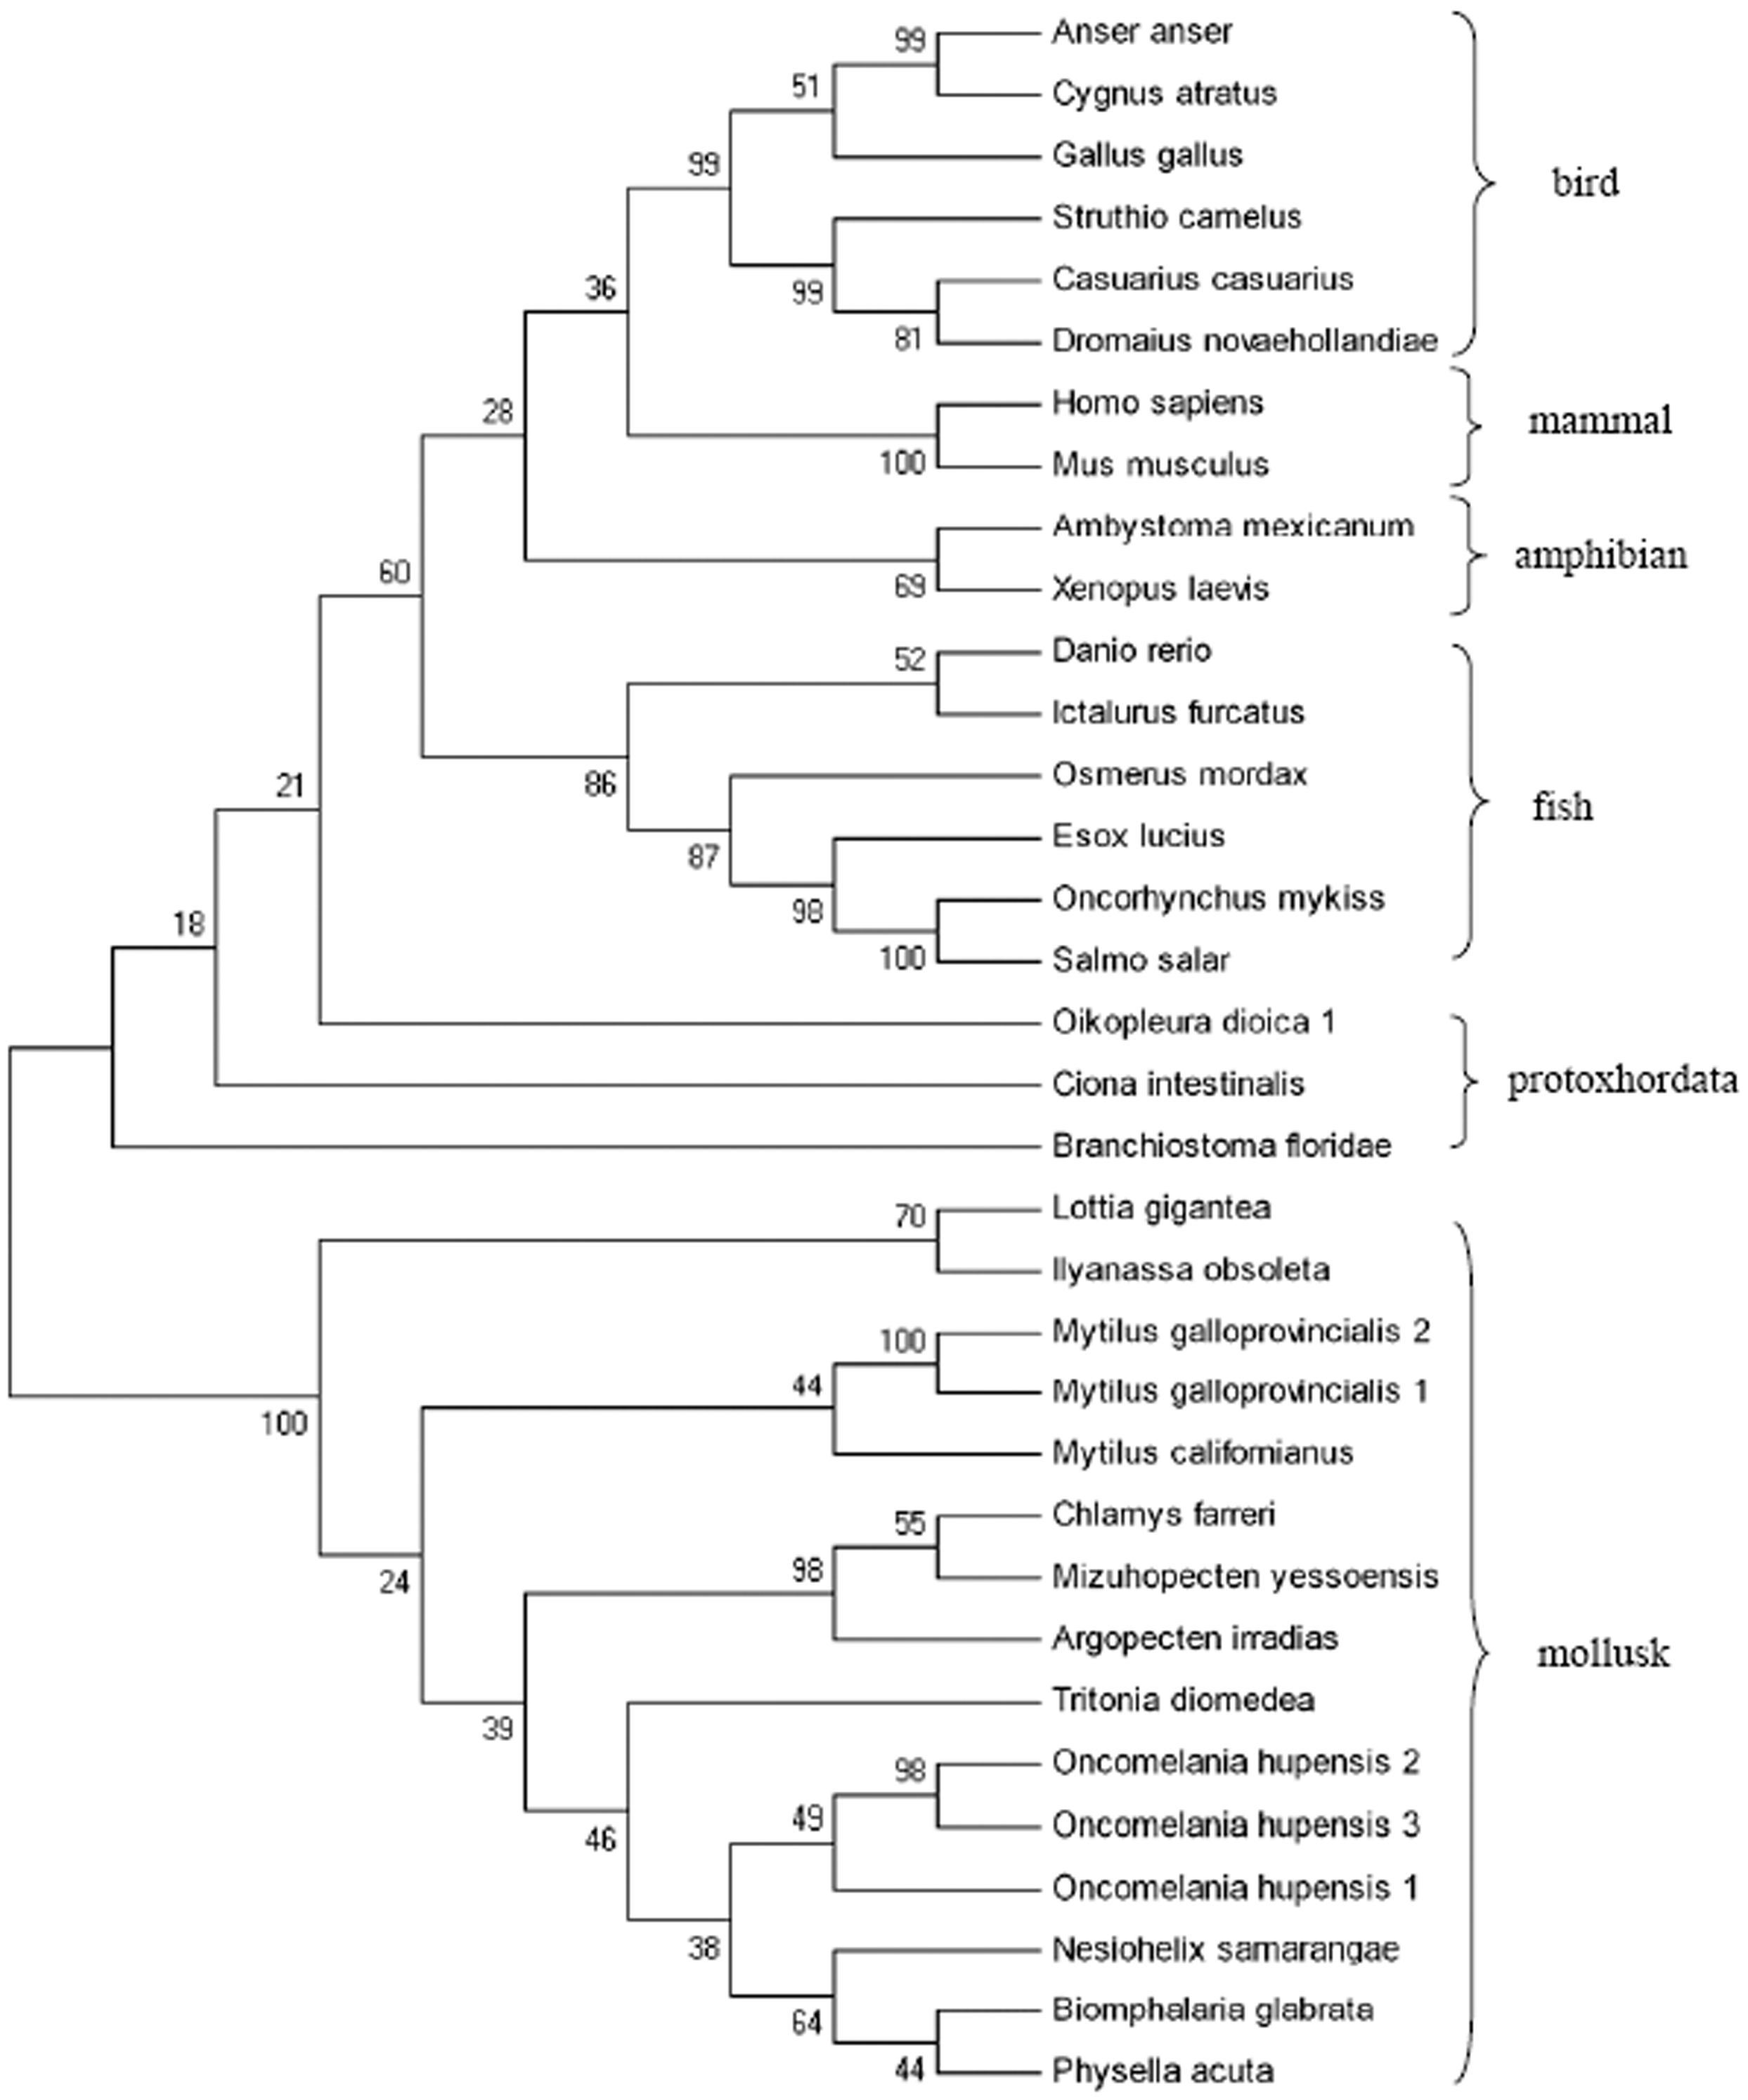 Anser anser
99
Cygnus atratus
51
Gallus gallus
99
bird
Struthio camelus
Casuarius casuarius
36
99
Dromaius novaehollandiae
81
Homo sapiens
28
mammal
Mus musculus
100
Ambystoma mexicanum
amphibian
60
Xenopus laevis
69
Danio rerio
52
Ictalurus furcatus
Osmerus mordax
21
86
fish
Esox lucius
87
Oncorhynchus mykiss
98
18
Salmo salar
100
Oikopleura dioica 1
Ciona intestinalis
protoxhordata
Branchiostoma floridae
Lottia gigantea
70
Ilyanassa obsoleta
Mytilus galloprovincialis 2
100
Mytilus galloprovincialis 1
44
100
Mytilus californianus
Chlamys farreri
55
Mizuhopecten yessoensis
98
24
Argopecten irradias
mollusk
Tritonia diomedea
39
Oncomelania hupensis 2
98
Oncomelania hupensis 3
49
46
Oncomelania hupensis 1
Nesiohelix samarangae
38
Biomphalaria glabrata
64
Physella acuta
44